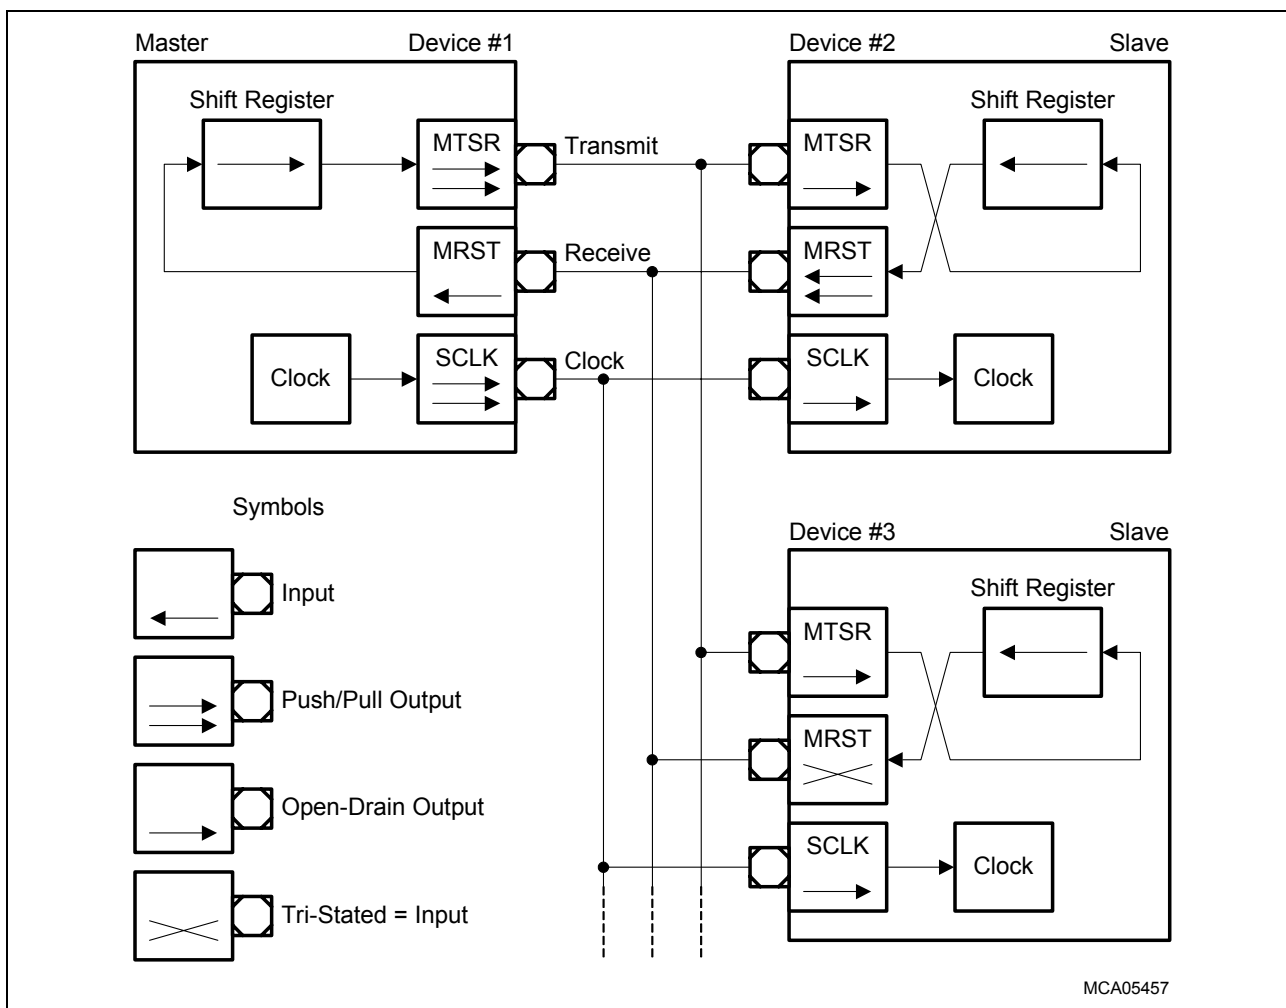 Master Device #1
Shift Register
MTSR
Transmit
MRST
Receive
Clock
SCLK
Clock
Device #2 Slave
MTSR
Shift Register
MRST
SCLK
Clock
Symbols
Input
Push/Pull Output
Open-Drain Output
Tri-Stated = Input
Device #3 Slave
MTSR
Shift Register
MRST
SCLK
Clock
MCA05457